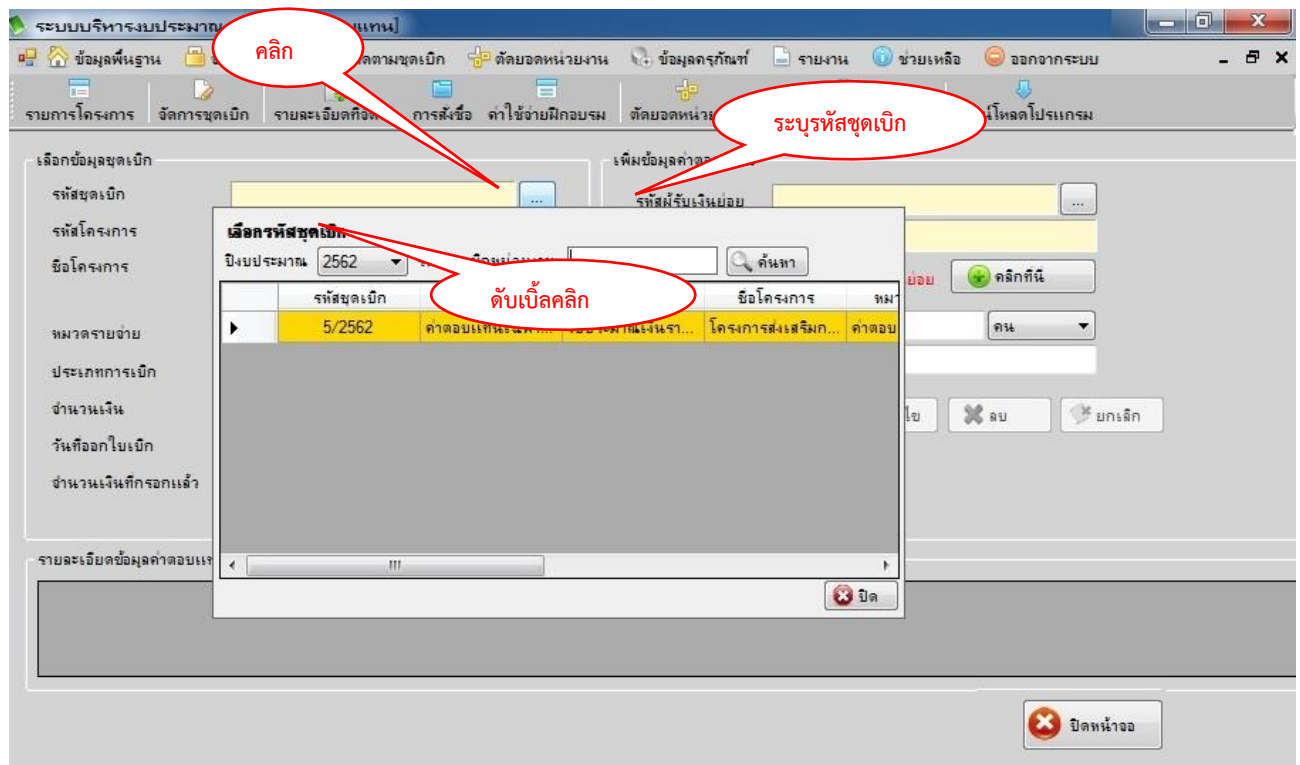 ระบบบริหารงบประมาณ แทน]
คลิก
ข้อมูลพื้นฐาน ตามชุดเบิก ตัดยอดหน่วยงาน ข้อมูลครุภัณฑ์ รายงาน ช่วยเหลือ ออกจากระบบ
รายการโครงการ จัดการชุดเบิก รายละเอียดที่จัด การสั่งซื้อ ค่าใช้จ่ายฝึกอบรม ตัดยอดหน่วย โหลดโปรแกรม
ระบุรหัสชุดเบิก
เลือกข้อมูลชุดเบิก
เพิ่มข้อมูลค่าตอบ
รหัสชุดเบิก ...
รหัสผู้รับเงินย่อย ...
รหัสโครงการ
ชื่อโครงการ
เลือกรหัสชุดเบิก
ปีงบประมาณ 2562 ค้นหา
ดับเบิ้ลคลิก
รหัสชุดเบิก ชื่อโครงการ หมว
5/2562 โครงการส่งเสริมก... ค่าตอบ
ปิด
ย่อย คลิกที่นี่
คน
หมวดรายจ่าย
ประเภทการเบิก
จำนวนเงิน
ไข ลบ ยกเลิก
วันที่ออกใบเบิก
จำนวนเงินที่กรอกแล้ว
รายละเอียดข้อมูลค่าตอบแท
ปิดหน้าจอ